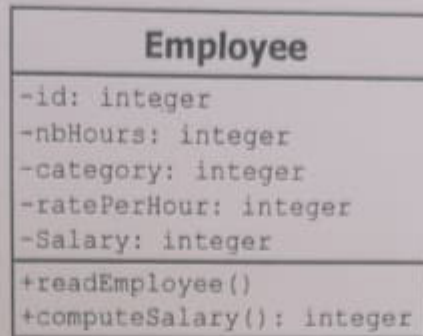 Employee
-id: integer
-nbHours: integer
-category: integer
-ratePerHour: integer
-Salary: integer
+readEmployee()
+computeSalary(): integer